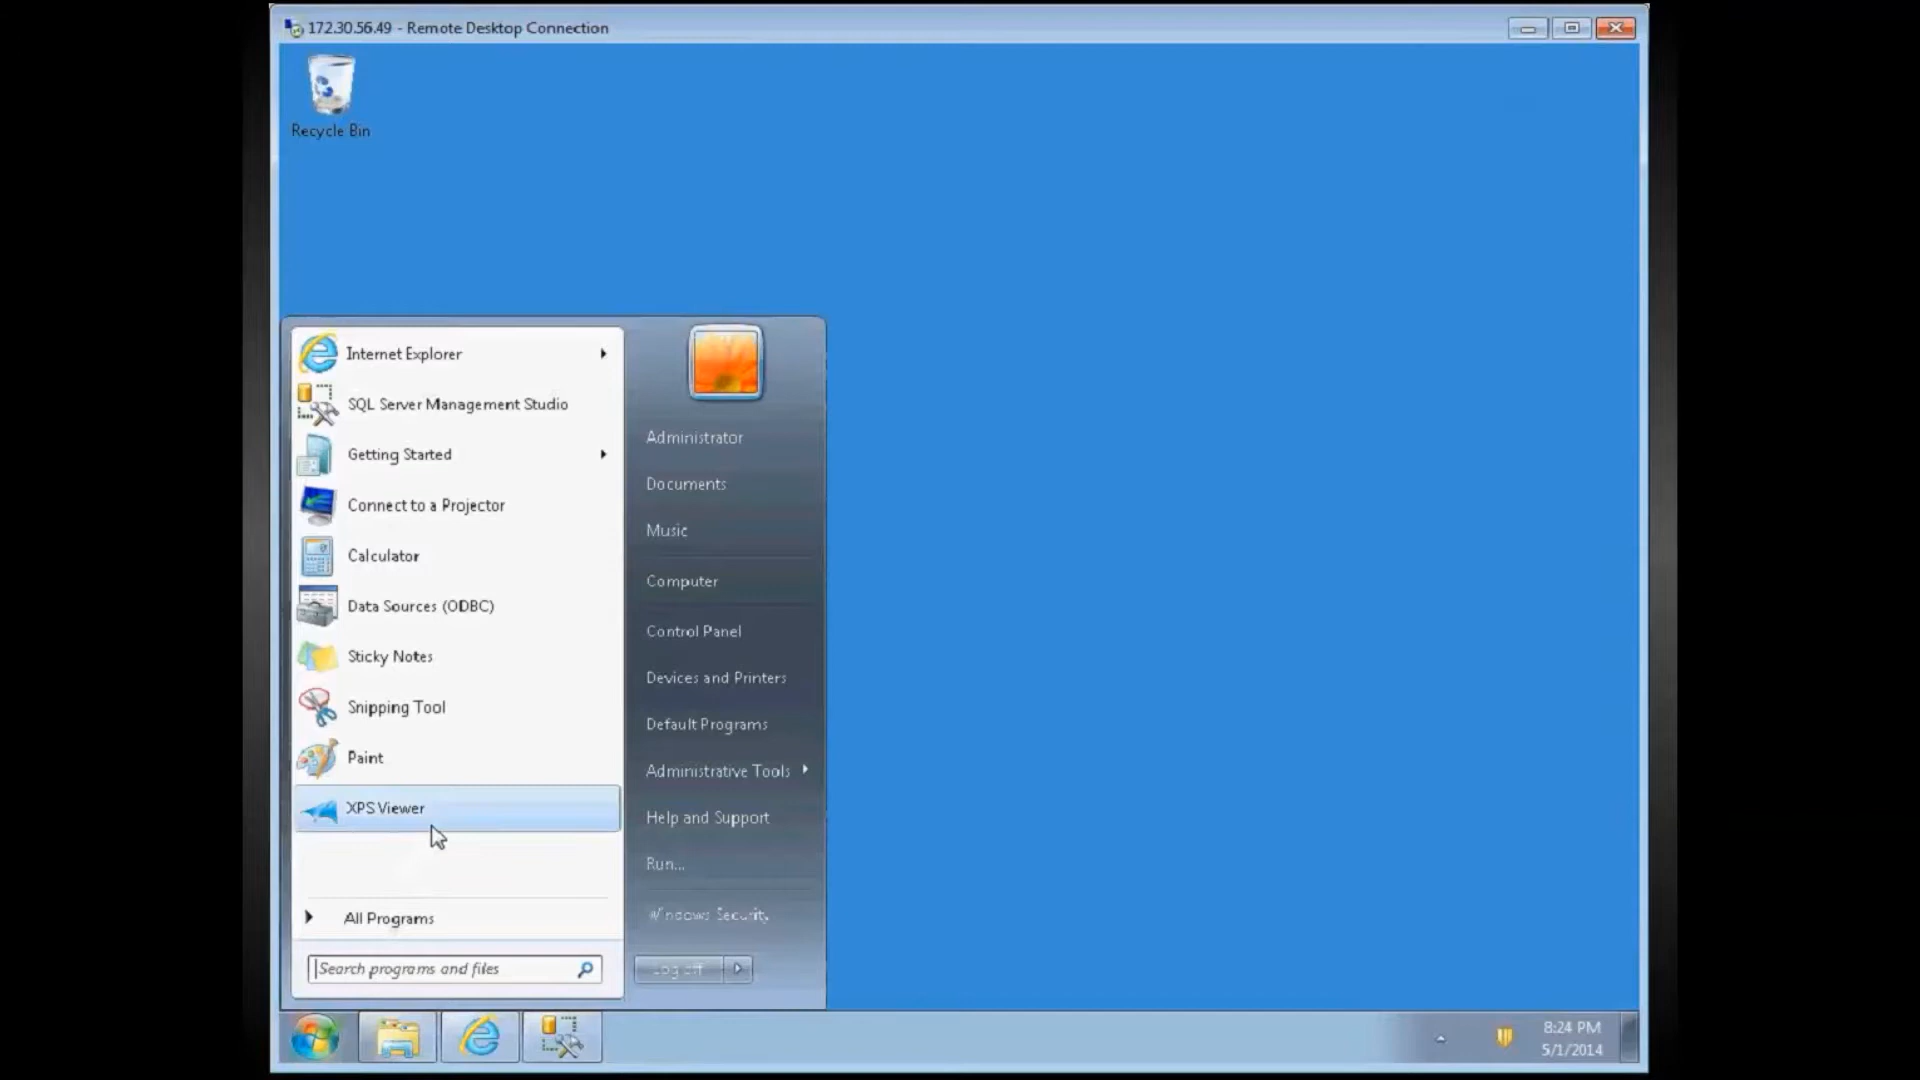 172.30.56.49 - Remote Desktop Connection
Recycle Bin
Internet Explorer
SQL Server Management Studio
Getting Started
Connect to a Projector
Calculator
Data Sources (ODBC)
Sticky Notes
Snipping Tool
Paint
XPS Viewer
All Programs
Search programs and files
Administrator
Documents
Music
Computer
Control Panel
Devices and Printers
Default Programs
Administrative Tools
Help and Support
Run...
Windows Security
Log off
8:24 PM
5/1/2014